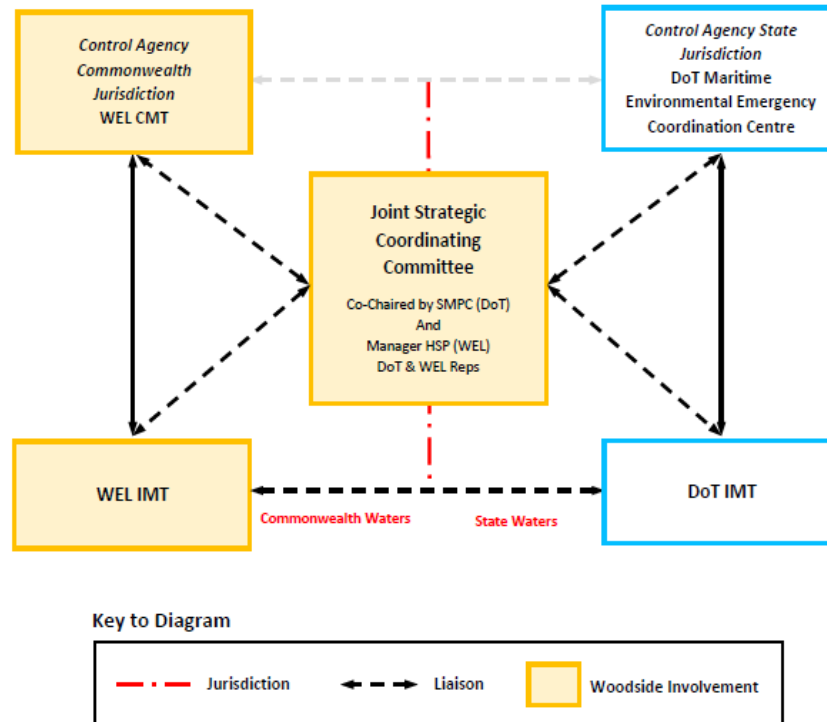 Control Agency
Commonwealth
Jurisdiction
WEL CMT
Control Agency State
Jurisdiction
DoT Maritime
Environmental Emergency
Coordination Centre
Joint Strategic
Coordinating
Committee
Co-Chaired by SMPC (DoT)
And
Manager HSP (WEL)
DoT & WEL Reps
WEL IMT
DoT IMT
Commonwealth Waters
State Waters
Key to Diagram
Jurisdiction
Liaison
Woodside Involvement